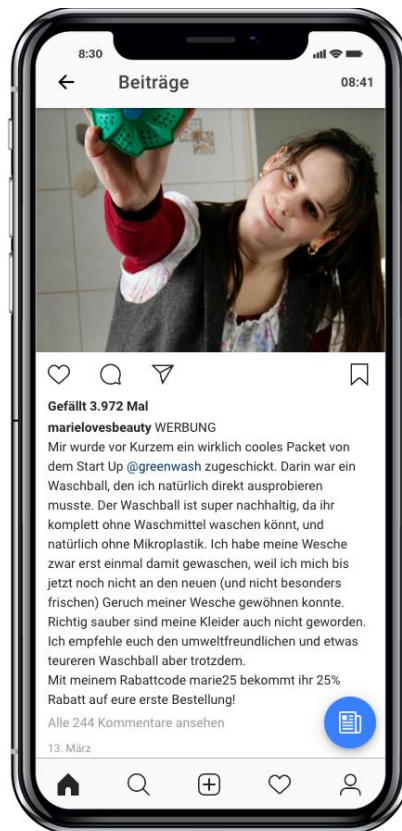 8:30
Beiträge
08:41
Gefällt 3.972 Mal
marielovesbeauty WERBUNG
Mir wurde vor Kurzem ein wirklich cooles Packet von
dem Start Up @greenwash zugeschickt. Darin war ein
Waschball, den ich natürlich direkt ausprobieren
musste. Der Waschball ist super nachhaltig, da ihr
komplett ohne Waschmittel waschen könnt, und
natürlich ohne Mikroplastik. Ich habe meine Wesche
zwar erst einmal damit gewaschen, weil ich mich bis
jetzt noch nicht an den neuen (und nicht besonders
frischen) Geruch meiner Wesche gewöhnen konnte.
Richtig sauber sind meine Kleider auch nicht geworden.
Ich empfehle euch den umweltfreundlichen und etwas
teureren Waschball aber trotzdem.
Mit meinem Rabattcode marie25 bekommt ihr 25%
Rabatt auf eure erste Bestellung!
Alle 244 Kommentare ansehen
13. März